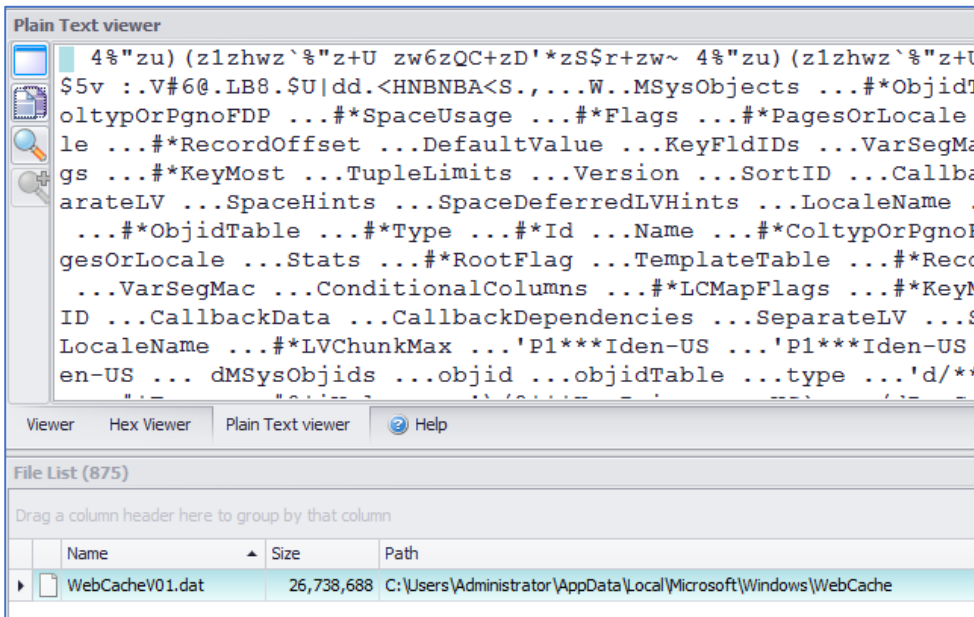 Plain Text viewer
4%"zu)(z1zhwz`%"z+U zw6zQC+zD'*zS$r+zw~ 4%"zu)(z1zhwz`%"z+U
$5v :.V#6@.LB8.$U|dd.<HNBNBA<S.,...W..MSysObjects ...#*ObjidT
oltypOrPgnoFDP ...#*SpaceUsage ...#*Flags ...#*PagesOrLocale
le ...#*RecordOffset ...DefaultValue ...KeyFldIDs ...VarSegMa
gs ...#*KeyMost ...TupleLimits ...Version ...SortID ...Callba
arateLV ...SpaceHints ...SpaceDeferredLVHints ...LocaleName .
...#*ObjidTable ...#*Type ...#*Id ...Name ...#*ColtypOrPgnoF
gesOrLocale ...Stats ...#*RootFlag ...TemplateTable ...#*Reco
...VarSegMac ...ConditionalColumns ...#*LCMapFlags ...#*KeyM
ID ...CallbackData ...CallbackDependencies ...SeparateLV ...S
LocaleName ...#*LVChunkMax ...'P1***Iden-US ...'P1***Iden-US
en-US ... dMSysObjids ...objid ...objidTable ...type ...'d/**
Viewer Hex Viewer Plain Text viewer Help
File List (875)
Drag a column header here to group by that column
Name Size Path
WebCacheV01.dat 26,738,688 C:\Users\Administrator\AppData\Local\Microsoft\Windows\WebCache